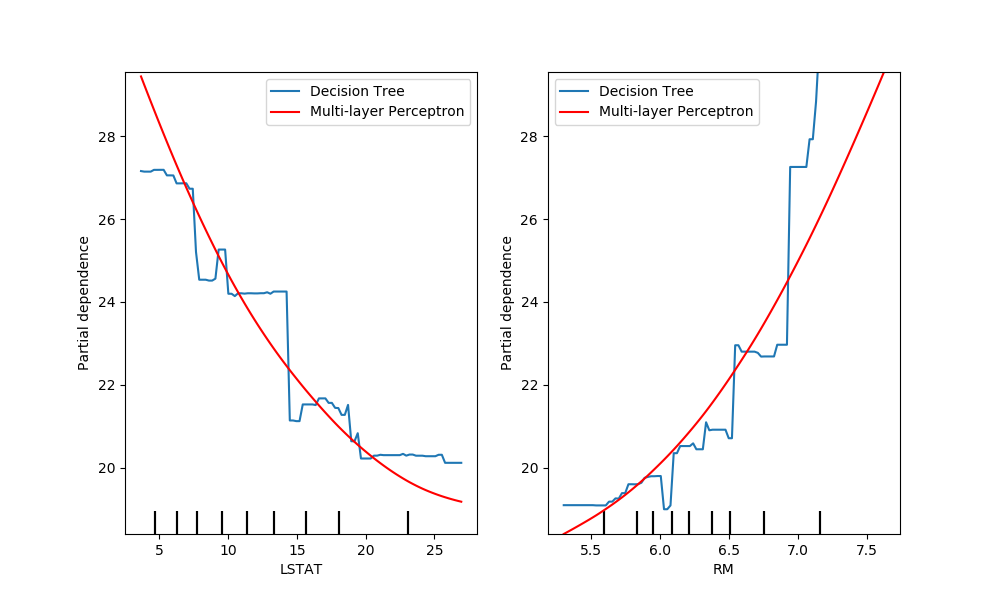 Decision Tree
Multi-layer Perceptron
Partial dependence
28
26
24
22
20
5 10 15 20 25
LSTAT
Decision Tree
Multi-layer Perceptron
Partial dependence
28
26
24
22
20
5.5 6.0 6.5 7.0 7.5
RM